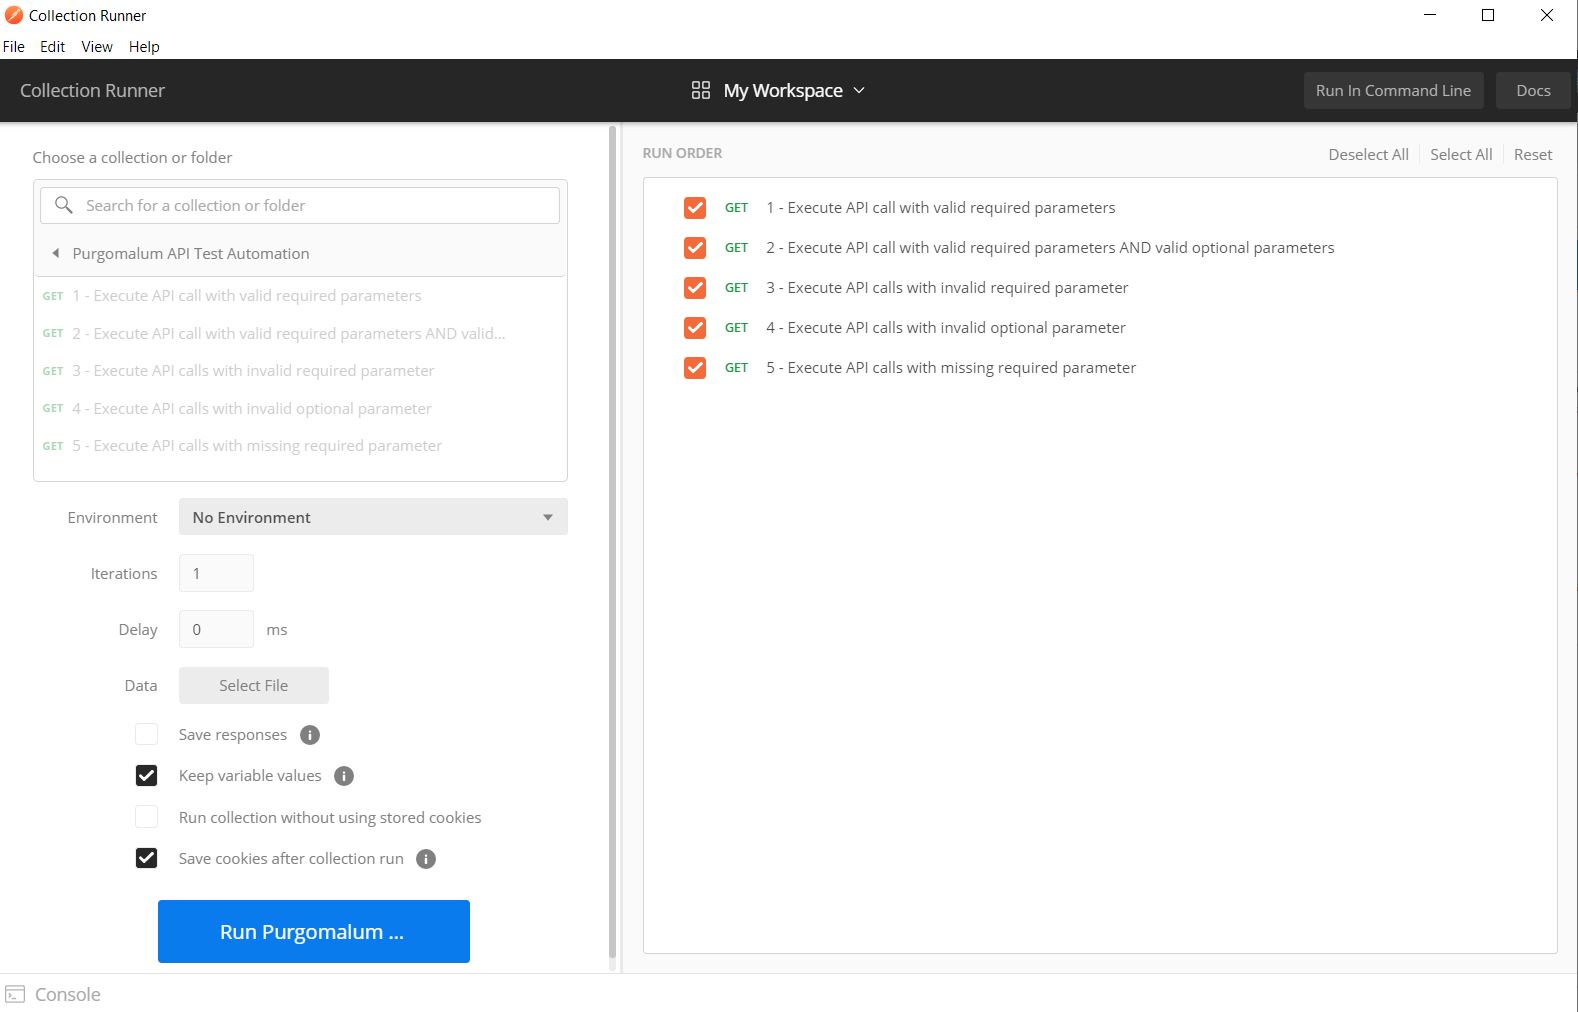 Collection Runner
File Edit View Help
Collection Runner
My Workspace
Run In Command Line
Docs
Choose a collection or folder
Search for a collection or folder
Purgomalum API Test Automation
GET 1 - Execute API call with valid required parameters
GET 2 - Execute API call with valid required parameters AND valid...
GET 3 - Execute API calls with invalid required parameter
GET 4 - Execute API calls with invalid optional parameter
GET 5 - Execute API calls with missing required parameter
Environment No Environment
Iterations 1
Delay 0 ms
Data Select File
Save responses
Keep variable values
Run collection without using stored cookies
Save cookies after collection run
Run Purgomalum ...
RUN ORDER
Deselect All Select All Reset
GET 1 - Execute API call with valid required parameters
GET 2 - Execute API call with valid required parameters AND valid optional parameters
GET 3 - Execute API calls with invalid required parameter
GET 4 - Execute API calls with invalid optional parameter
GET 5 - Execute API calls with missing required parameter
Console